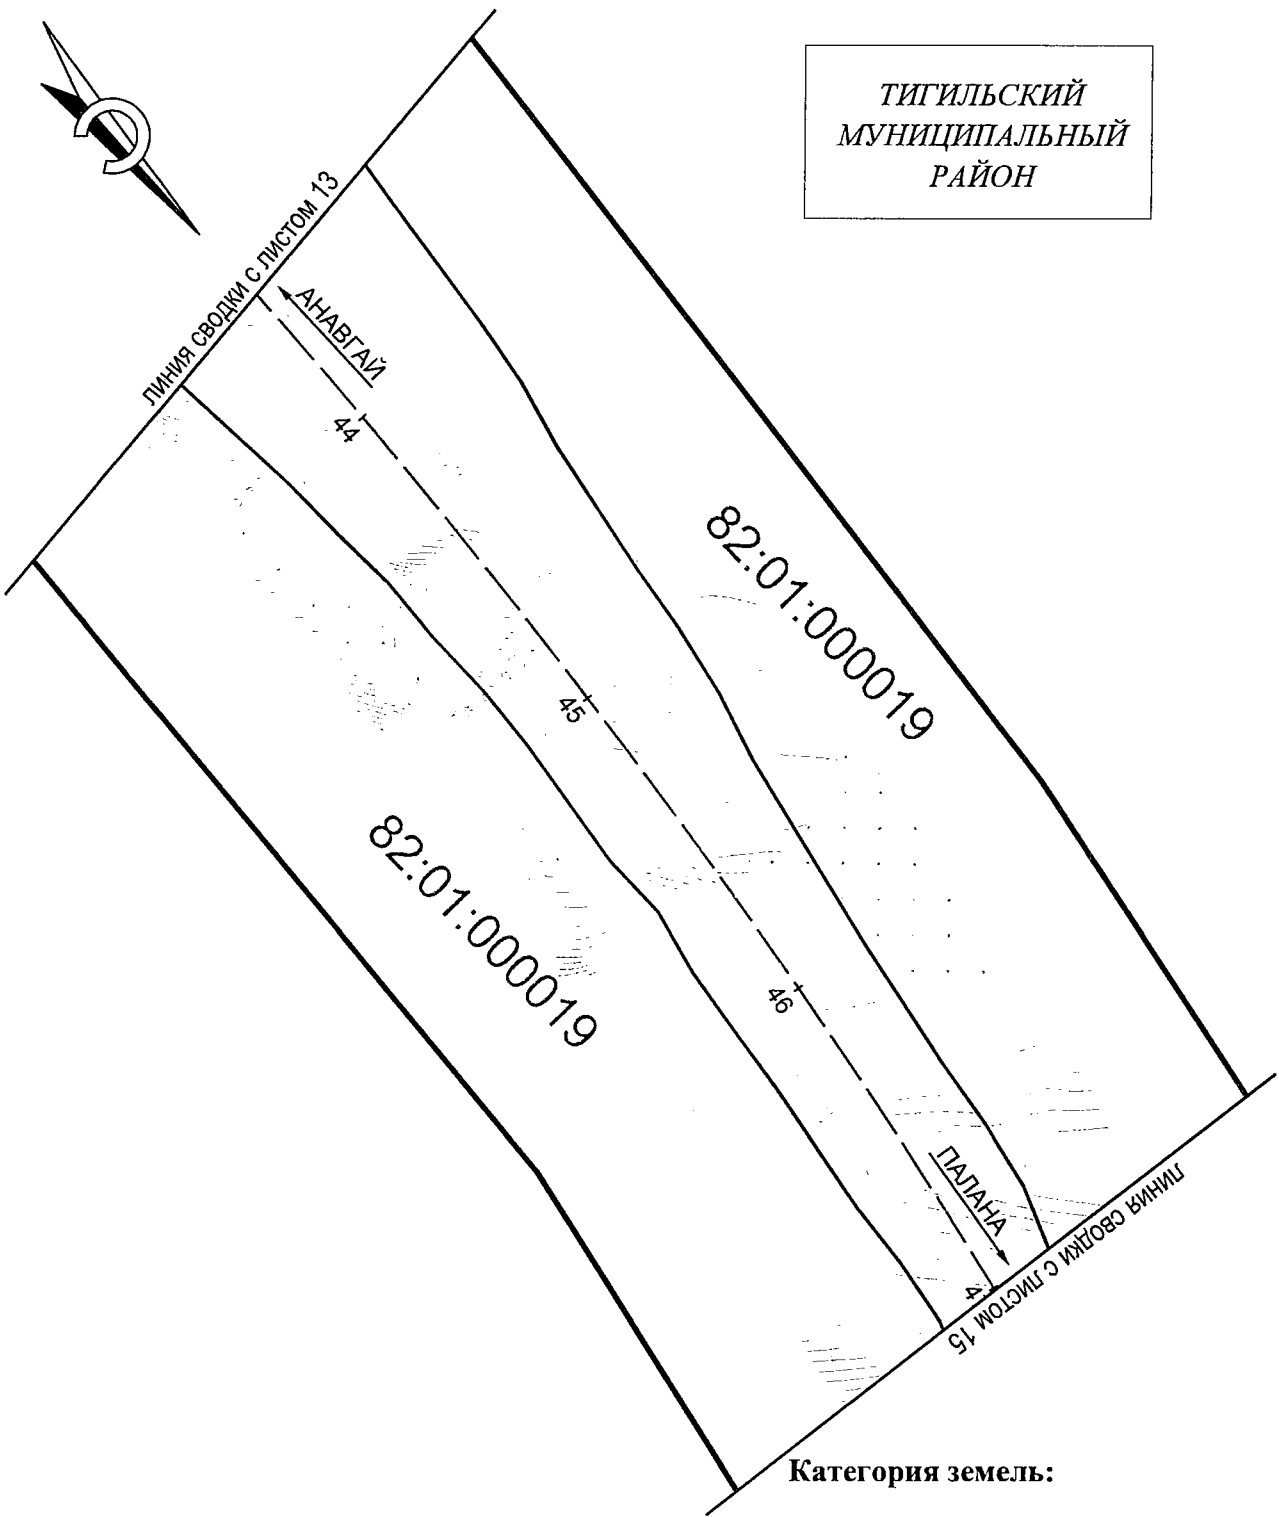 ТИГИЛЬСКИЙ
МУНИЦИПАЛЬНЫЙ
РАЙОН
С
ЛИНИЯ СВОДКИ С ЛИСТОМ 13
АНАВГАЙ
44
82:01:000019
45
82:01:000019
46
ПАЛАНА
4
ЛИНИЯ СВОДКИ С ЛИСТОМ 15
Категория земель: